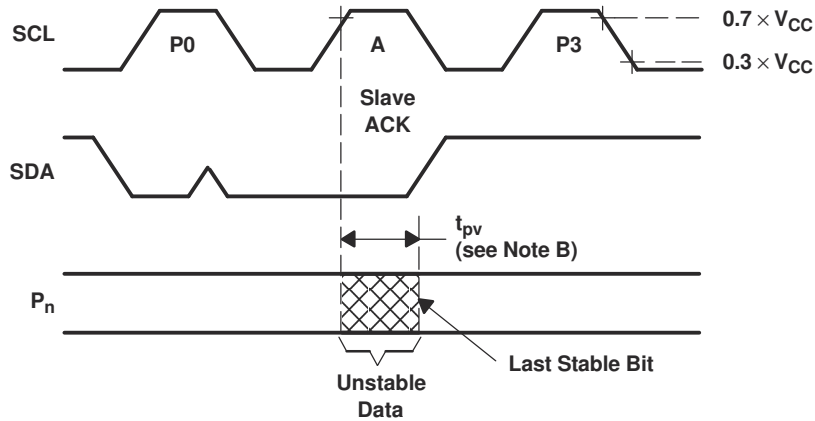 SCL
P0
A
P3
0.7 × VCC
0.3 × VCC
Slave
ACK
SDA
tpv
(see Note B)
Pn
Last Stable Bit
Unstable
Data